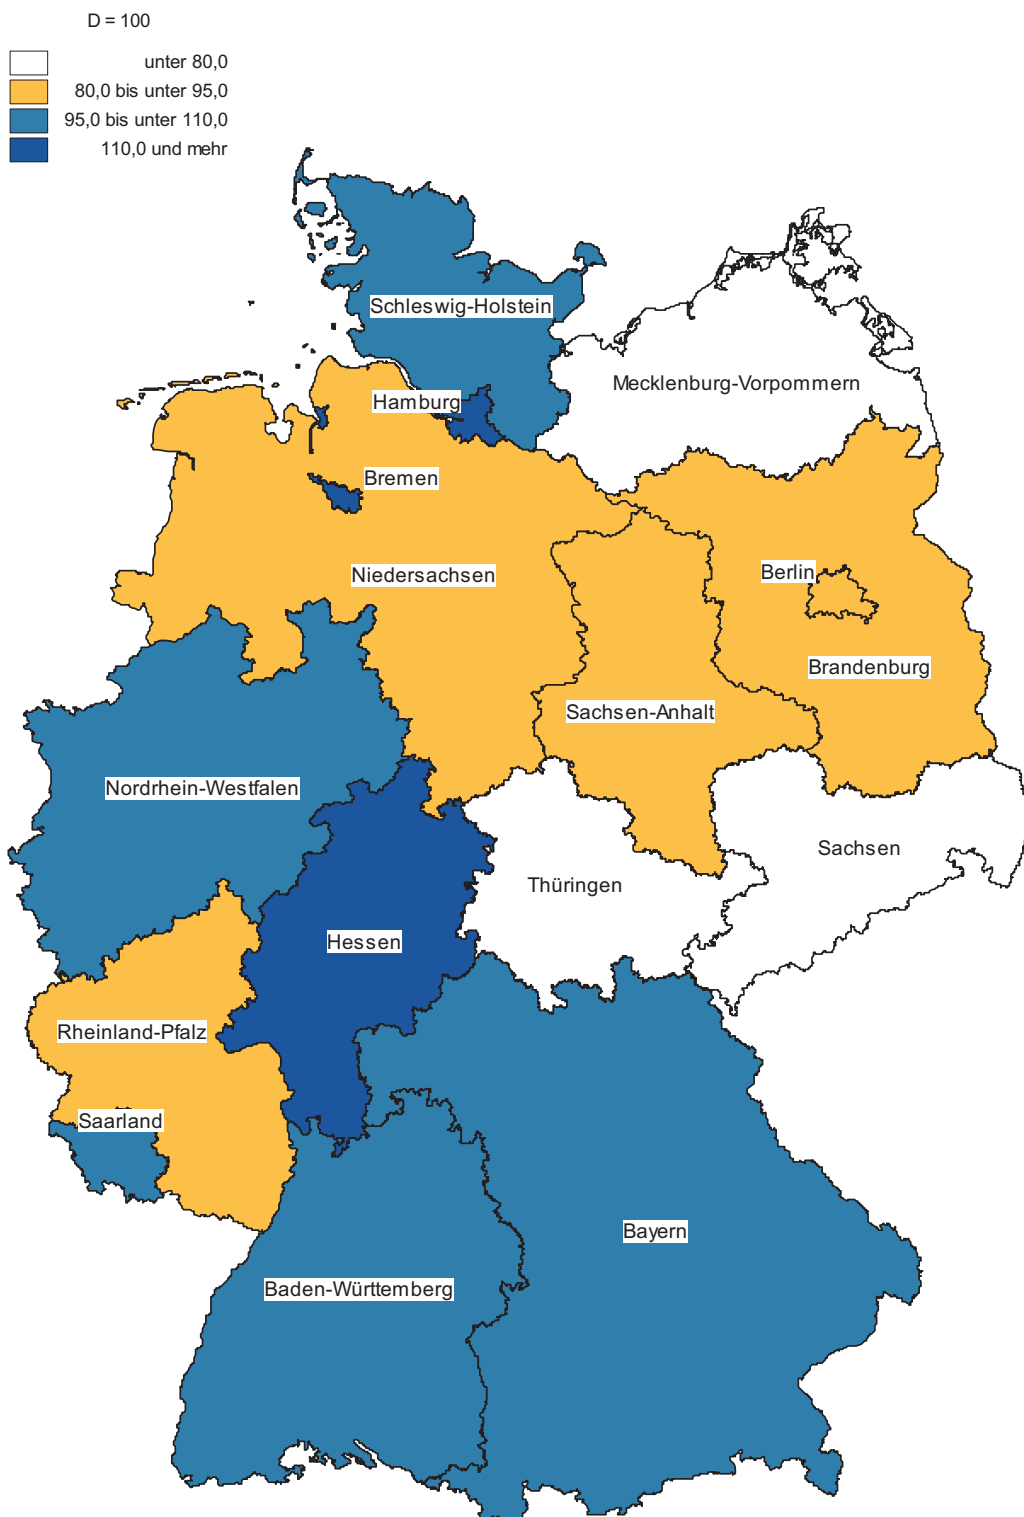 D = 100
unter 80,0
80,0 bis unter 95,0
95,0 bis unter 110,0
110,0 und mehr
Schleswig-Holstein
Mecklenburg-Vorpommern
Hamburg
Bremen
Niedersachsen
Berlin
Brandenburg
Sachsen-Anhalt
Nordrhein-Westfalen
Sachsen
Thüringen
Hessen
Rheinland-Pfalz
Saarland
Bayern
Baden-Württemberg